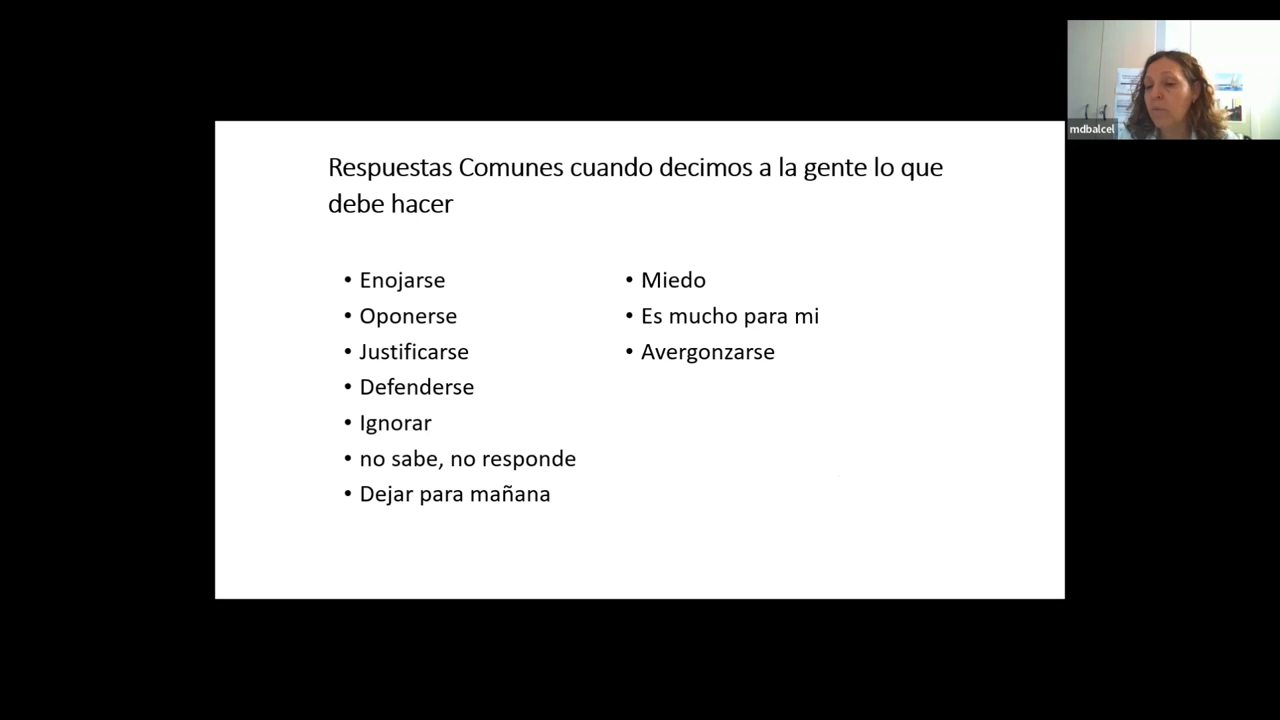 Respuestas Comunes cuando decimos a la gente lo que
debe hacer
• Enojarse
• Oponerse
• Justificarse
• Defenderse
• Ignorar
• no sabe, no responde
• Dejar para mañana
• Miedo
• Es mucho para mi
• Avergonzarse
mdbalcel